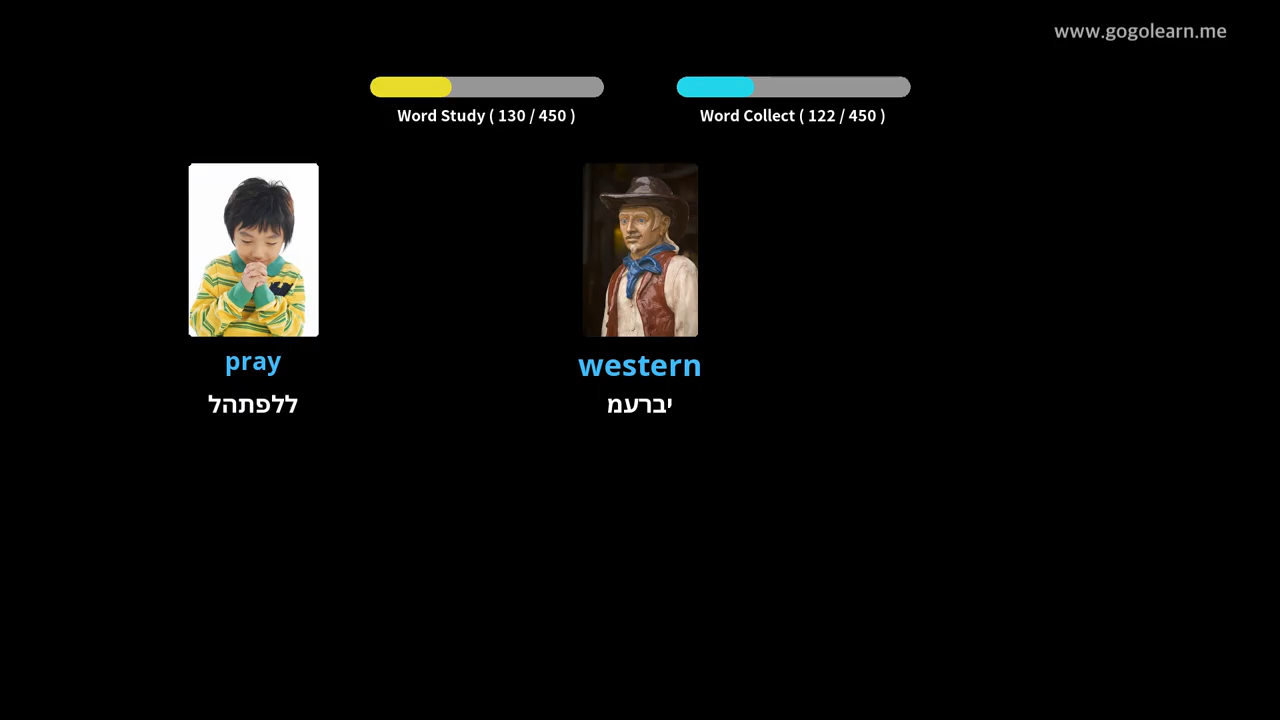 www.gogolearn.me
Word Study ( 130 / 450 )
Word Collect ( 122 / 450 )
pray
ללפתהל
western
יברעמ